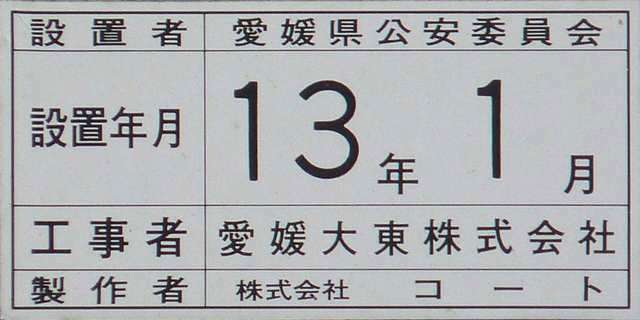 設置者 愛媛県公安委員会
設置年月 13年1月
工事者 愛媛大東株式会社
製作者 株式会社 コート